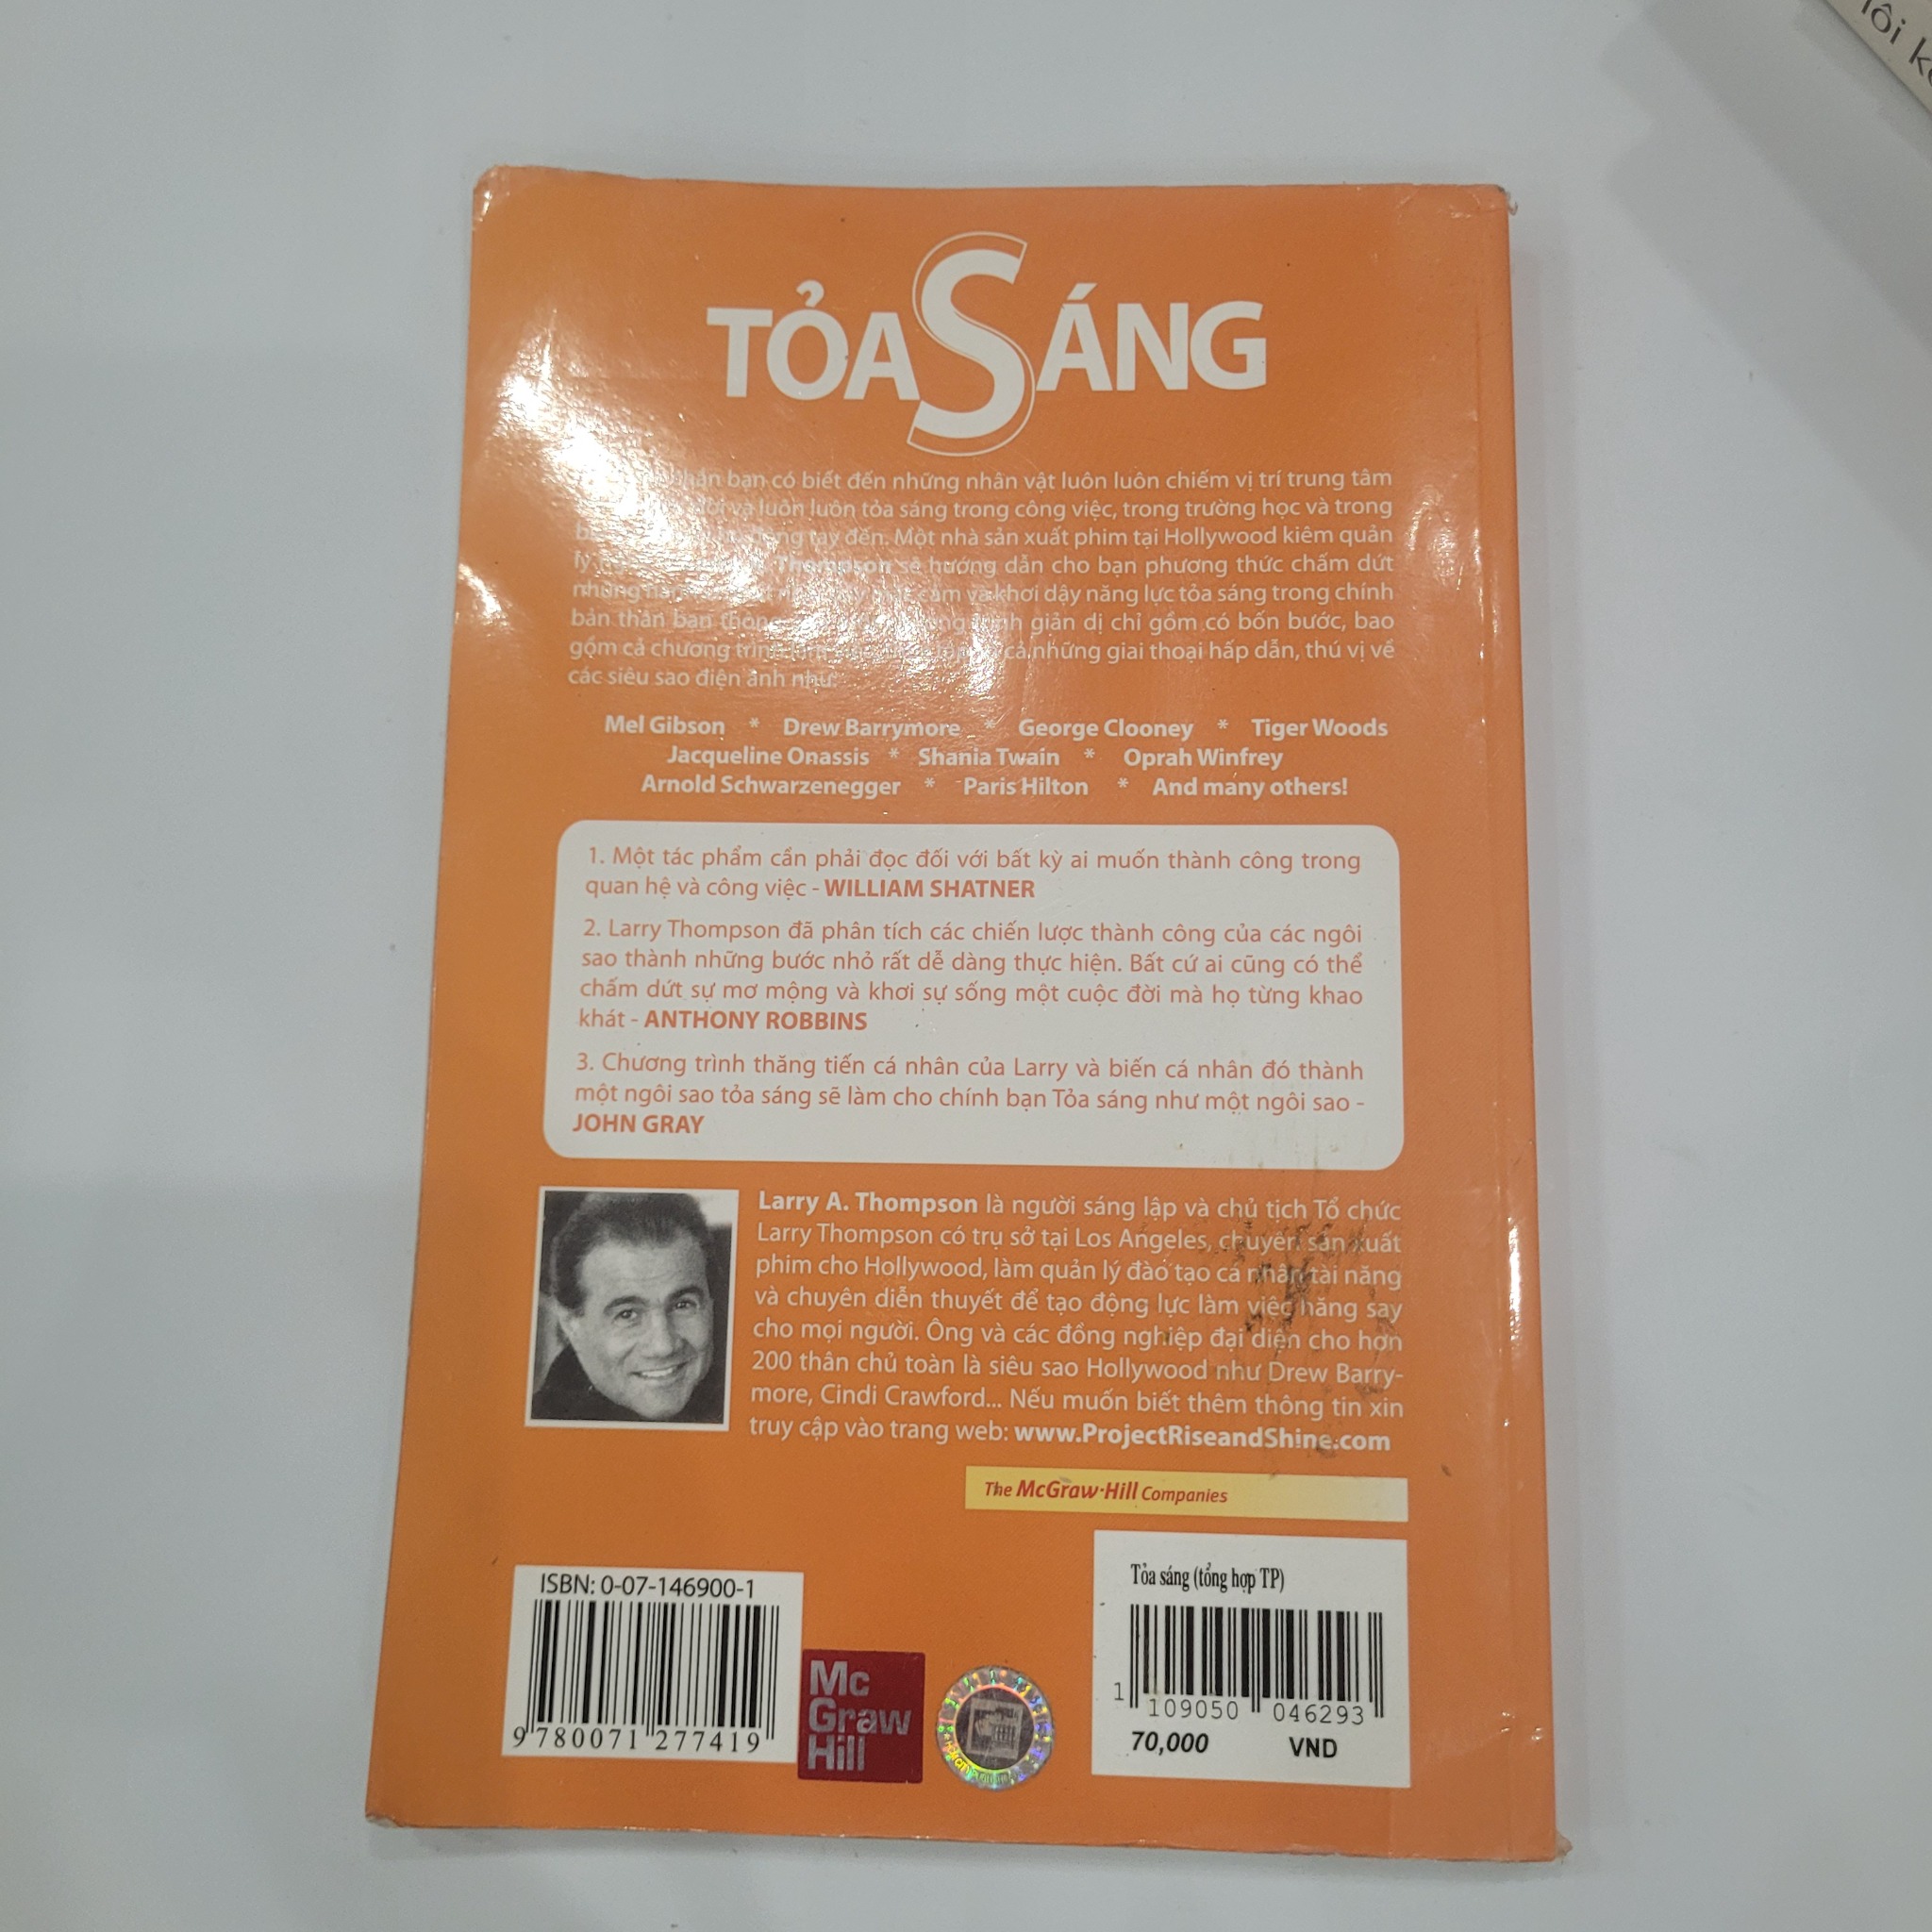 lôi k
TỎA SÁNG
bạn có biết đến những nhân vật luôn luôn chiếm vị trí trung tâm
và luôn luôn tỏa sáng trong công việc, trong trường học và trong
tay đến. Một nhà sản xuất phim tại Hollywood kiêm quản
lý Thompson sẽ hướng dẫn cho bạn phương thức chấm dứt
những và khơi dậy năng lực tỏa sáng trong chính
bản thân bạn giản dị chỉ gồm có bốn bước, bao
gồm cả chương trình cả những giai thoại hấp dẫn, thú vị về
các siêu sao điện ảnh như:
Mel Gibson * Drew Barrymore * George Clooney * Tiger Woods
Jacqueline Onassis * Shania Twain * Oprah Winfrey
Arnold Schwarzenegger * Paris Hilton * And many others!
1. Một tác phẩm cần phải đọc đối với bất kỳ ai muốn thành công trong
quan hệ và công việc - WILLIAM SHATNER
2. Larry Thompson đã phân tích các chiến lược thành công của các ngôi
sao thành những bước nhỏ rất dễ dàng thực hiện. Bất cứ ai cũng có thể
chấm dứt sự mơ mộng và khơi sự sống một cuộc đời mà họ từng khao
khát - ANTHONY ROBBINS
3. Chương trình thăng tiến cá nhân của Larry và biến cá nhân đó thành
một ngôi sao tỏa sáng sẽ làm cho chính bạn Tỏa sáng như một ngôi sao -
JOHN GRAY
Larry A. Thompson là người sáng lập và chủ tịch Tổ chức
Larry Thompson có trụ sở tại Los Angeles, chuyên sản xuất
phim cho Hollywood, làm quản lý đào tạo cá nhân tài năng
và chuyên diễn thuyết để tạo động lực làm việc hăng say
cho mọi người. Ông và các đồng nghiệp đại diện cho hơn
200 thân chủ toàn là siêu sao Hollywood như Drew Barry-
more, Cindi Crawford... Nếu muốn biết thêm thông tin xin
truy cập vào trang web: www.ProjectRiseandShine.com
The McGraw·Hill Companies
ISBN: 0-07-146900-1
9 780071 277419
Mc
Graw
Hill
Tỏa sáng (tổng hợp TP)
1 109050 046293
70,000 VND